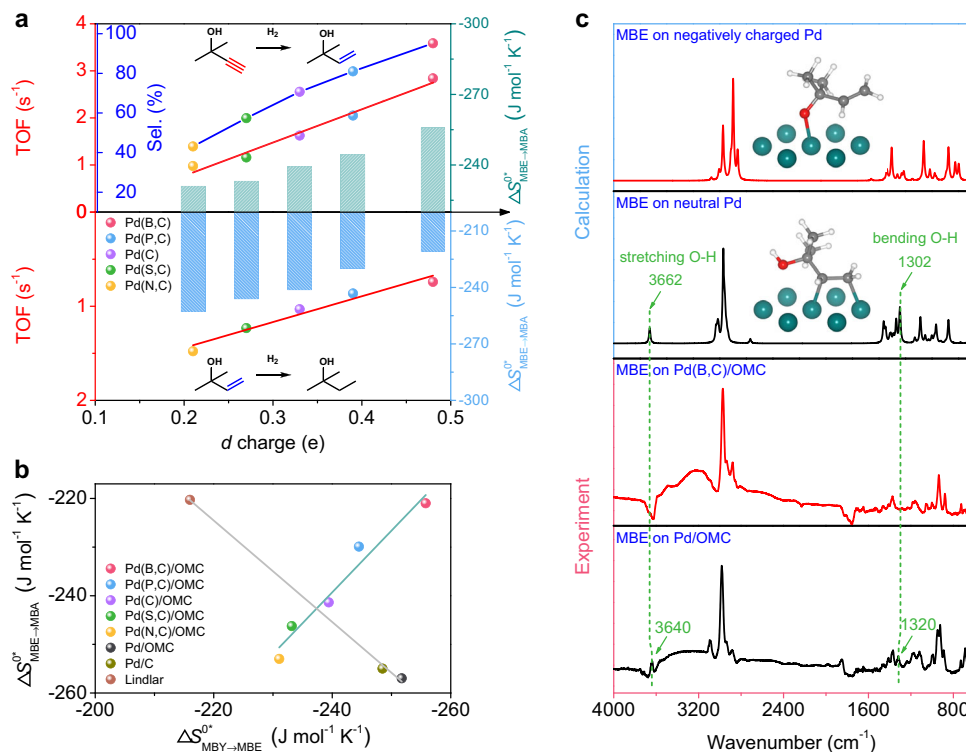 a
4
3
2
1
0
TOF (s⁻¹)
100
80
60
40
20
Sel. (%)
OH
H₂
OH
-300
-270
-240
ΔS⁰*MBE→MBA
(J mol⁻¹ K⁻¹)
Pd(B,C)
Pd(P,C)
Pd(C)
Pd(S,C)
Pd(N,C)
1
2
TOF (s⁻¹)
OH
H₂
OH
-210
-240
-270
-300
ΔS⁰*MBE→MBA
(J mol⁻¹ K⁻¹)
0.1
0.2
0.3
0.4
0.5
d charge (e)
b
-220
-240
-260
ΔS⁰*MBE→MBA
(J mol⁻¹ K⁻¹)
Pd(B,C)/OMC
Pd(P,C)/OMC
Pd(C)/OMC
Pd(S,C)/OMC
Pd(N,C)/OMC
Pd/OMC
Pd/C
Lindlar
-200
-220
-240
-260
ΔS⁰*MBY→MBE (J mol⁻¹ K⁻¹)
c
Calculation
Experiment
MBE on negatively charged Pd
MBE on neutral Pd
stretching O-H
3662
bending O-H
1302
MBE on Pd(B,C)/OMC
MBE on Pd/OMC
3640
1320
4000
3200
2400
1600
800
Wavenumber (cm⁻¹)